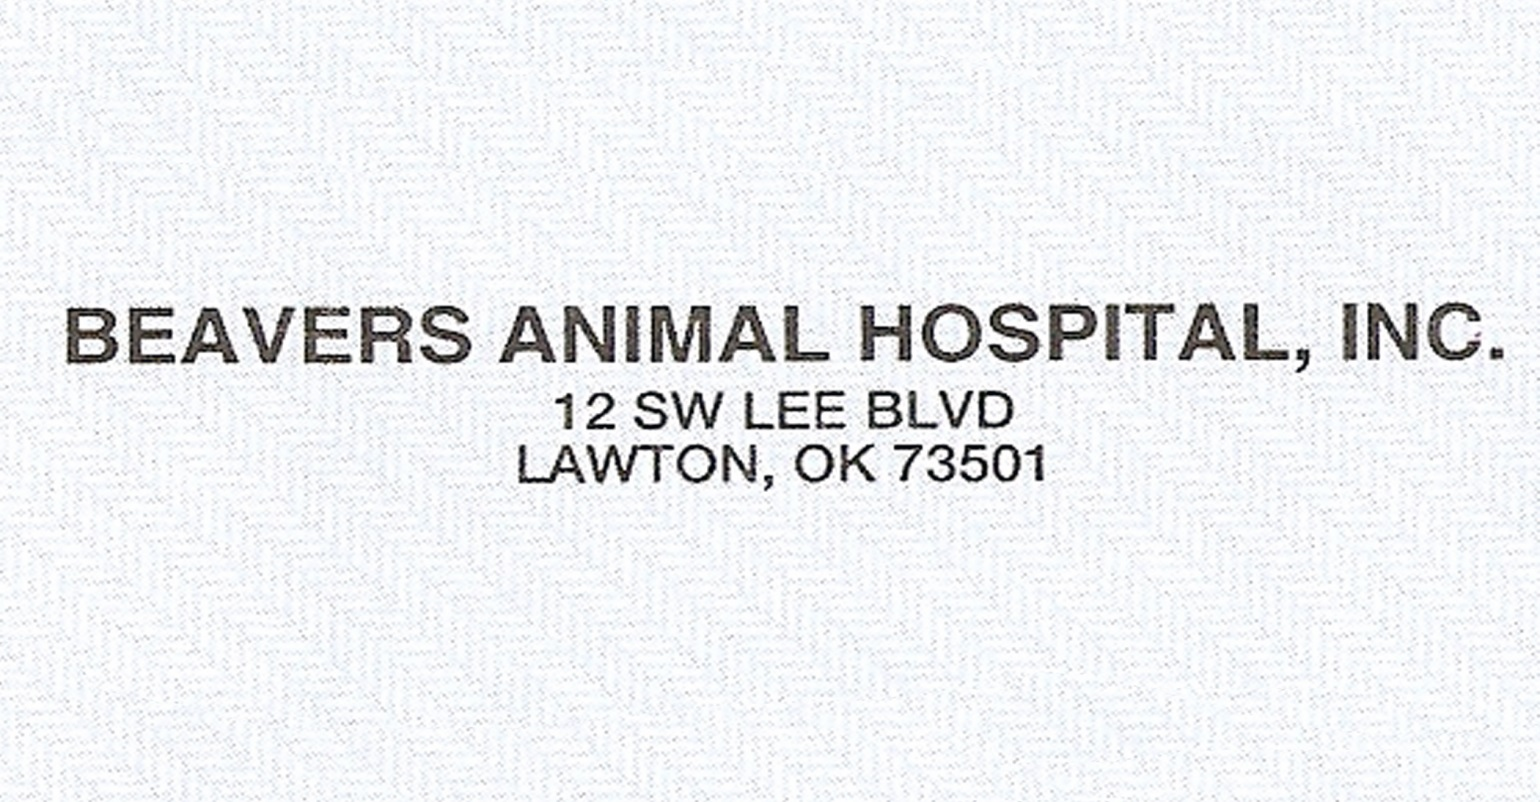 BEAVERS ANIMAL HOSPITAL, INC.
12 SW LEE BLVD
LAWTON, OK 73501